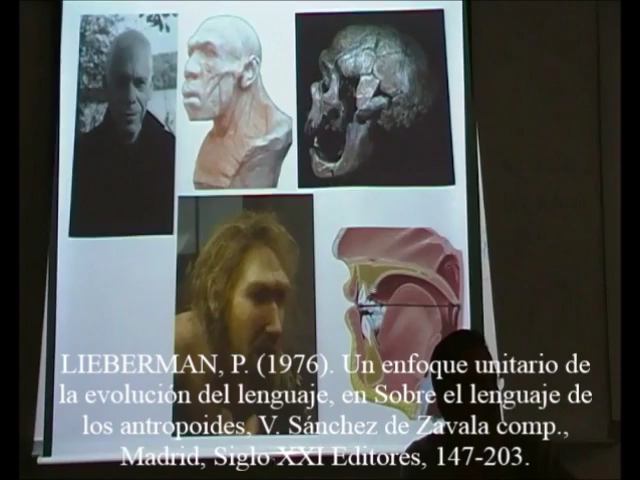 LIEBERMAN, P. (1976). Un enfoque unitario de
la evolución del lenguaje, en Sobre el lenguaje de
los antropoides, V. Sánchez de Zavala comp.,
Madrid, Siglo XXI Editores, 147-203.